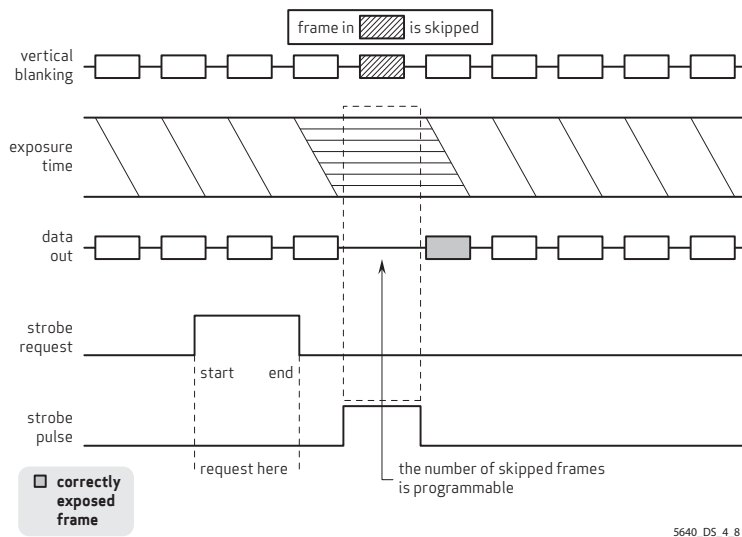 frame in is skipped
vertical
blanking
exposure
time
data
out
strobe
request
start end
strobe
pulse
request here
the number of skipped frames
is programmable
correctly
exposed
frame
5640_DS_4_8